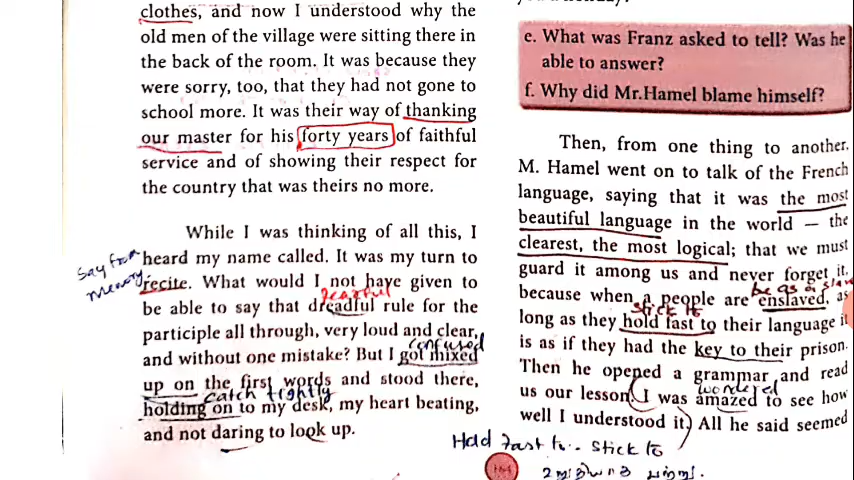 clothes, and now I understood why the
old men of the village were sitting there in
the back of the room. It was because they
were sorry, too, that they had not gone to
school more. It was their way of thanking
our master for his forty years of faithful
service and of showing their respect for
the country that was theirs no more.
While I was thinking of all this, I
Say from
heard my name called. It was my turn to
memory
recite. What would I not have given to
fearful
be able to say that dreadful rule for the
participle all through, very loud and clear,
confused
and without one mistake? But I got mixed
up on the first words and stood there,
catch tightly
holding on to my desk, my heart beating,
and not daring to look up.
e. What was Franz asked to tell? Was he
able to answer?
f. Why did Mr.Hamel blame himself?
Then, from one thing to another,
M. Hamel went on to talk of the French
language, saying that it was the most
beautiful language in the world – the
clearest, the most logical; that we must
guard it among us and never forget it,
be as a
because when a people are enslaved, as
stick to
long as they hold fast to their language it
is as if they had the key to their prison.
Then he opened a grammar and read
wondered
us our lesson. I was amazed to see how
well I understood it. All he said seemed
Hold fast to.. stick to
164